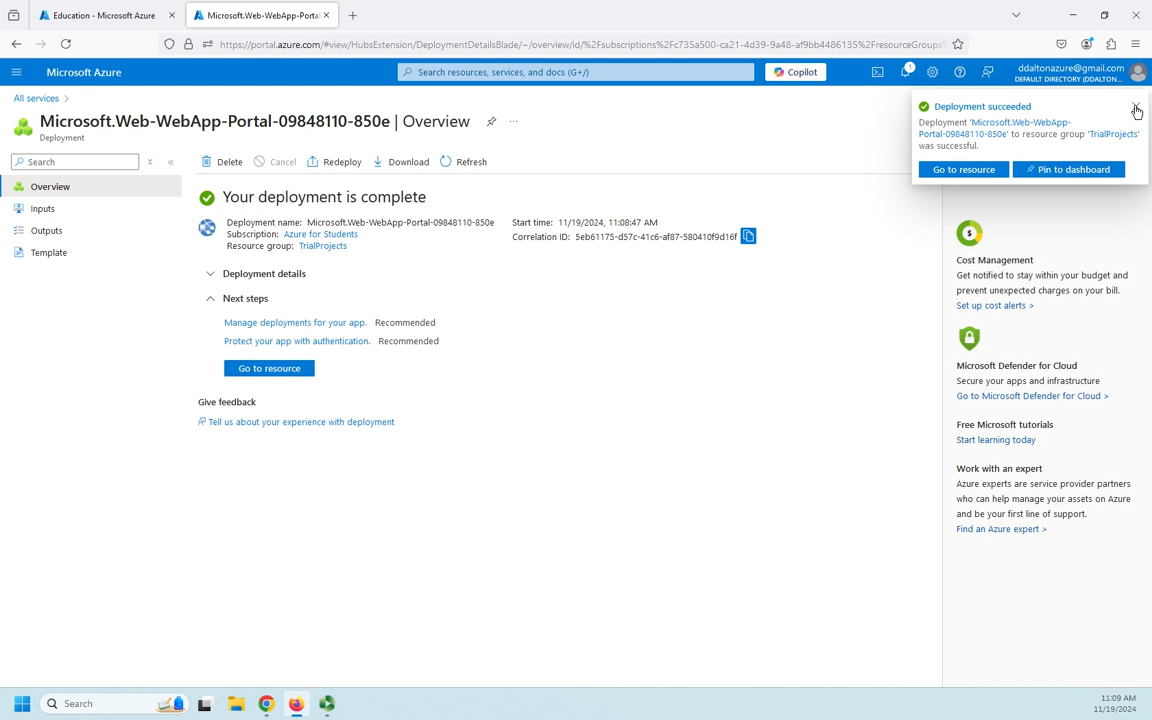 Education - Microsoft Azure
Microsoft.Web-WebApp-Porta
https://portal.azure.com/#view/HubsExtension/DeploymentDetailsBlade/~/overview/id/%2Fsubscriptions%2Fc735a500-ca21-4d39-9a48-af9bb4486135%2FresourceGroups
Microsoft Azure
Search resources, services, and docs (G+/)
Copilot
1
ddaltonazure@gmail.com
DEFAULT DIRECTORY (DDALTON...
All services >
Microsoft.Web-WebApp-Portal-09848110-850e | Overview
Deployment
Search
Overview
Inputs
Outputs
Template
Delete
Cancel
Redeploy
Download
Refresh
Your deployment is complete
Deployment name: Microsoft.Web-WebApp-Portal-09848110-850e
Subscription: Azure for Students
Resource group: TrialProjects
Start time: 11/19/2024, 11:08:47 AM
Correlation ID: 5eb61175-d57c-41c6-af87-580410f9d16f
Deployment details
Next steps
Manage deployments for your app. Recommended
Protect your app with authentication. Recommended
Go to resource
Give feedback
Tell us about your experience with deployment
Deployment succeeded
Deployment 'Microsoft.Web-WebApp-
Portal-09848110-850e' to resource group 'TrialProjects'
was successful.
Go to resource
Pin to dashboard
Cost Management
Get notified to stay within your budget and
prevent unexpected charges on your bill.
Set up cost alerts >
Microsoft Defender for Cloud
Secure your apps and infrastructure
Go to Microsoft Defender for Cloud >
Free Microsoft tutorials
Start learning today
Work with an expert
Azure experts are service provider partners
who can help manage your assets on Azure
and be your first line of support.
Find an Azure expert >
Search
11:09 AM
11/19/2024